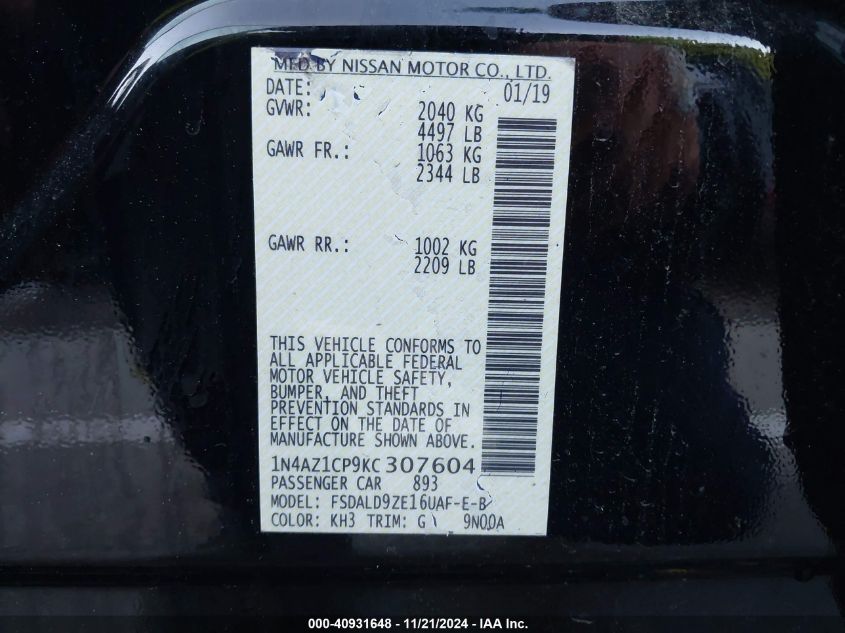 MFD BY NISSAN MOTOR CO., LTD.
DATE: 01/19
GVWR: 2040 KG
4497 LB
GAWR FR.: 1063 KG
2344 LB
GAWR RR.: 1002 KG
2209 LB
THIS VEHICLE CONFORMS TO
ALL APPLICABLE FEDERAL
MOTOR VEHICLE SAFETY,
BUMPER, AND THEFT
PREVENTION STANDARDS IN
EFFECT ON THE DATE OF
MANUFACTURE SHOWN ABOVE.
1N4AZ1CP9KC307604
PASSENGER CAR 893
MODEL: FSDALD9ZE16UAF-E-B
COLOR: KH3 TRIM: G 9N00A
000-40931648 - 11/21/2024 - IAA Inc.